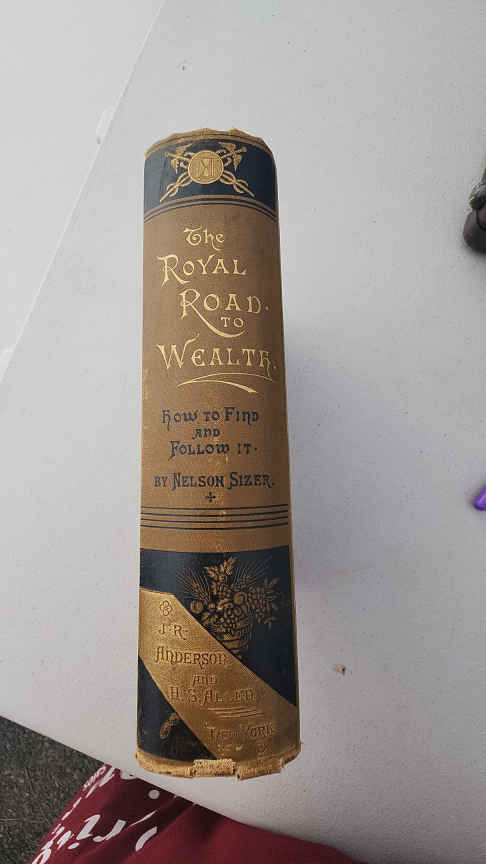 The
ROYAL
ROAD
TO
WEALTH.
HOW TO FIND
AND
FOLLOW IT.
BY NELSON SIZER.
J.R.
ANDERSON
AND
H.S. ALLEN
NEW YORK